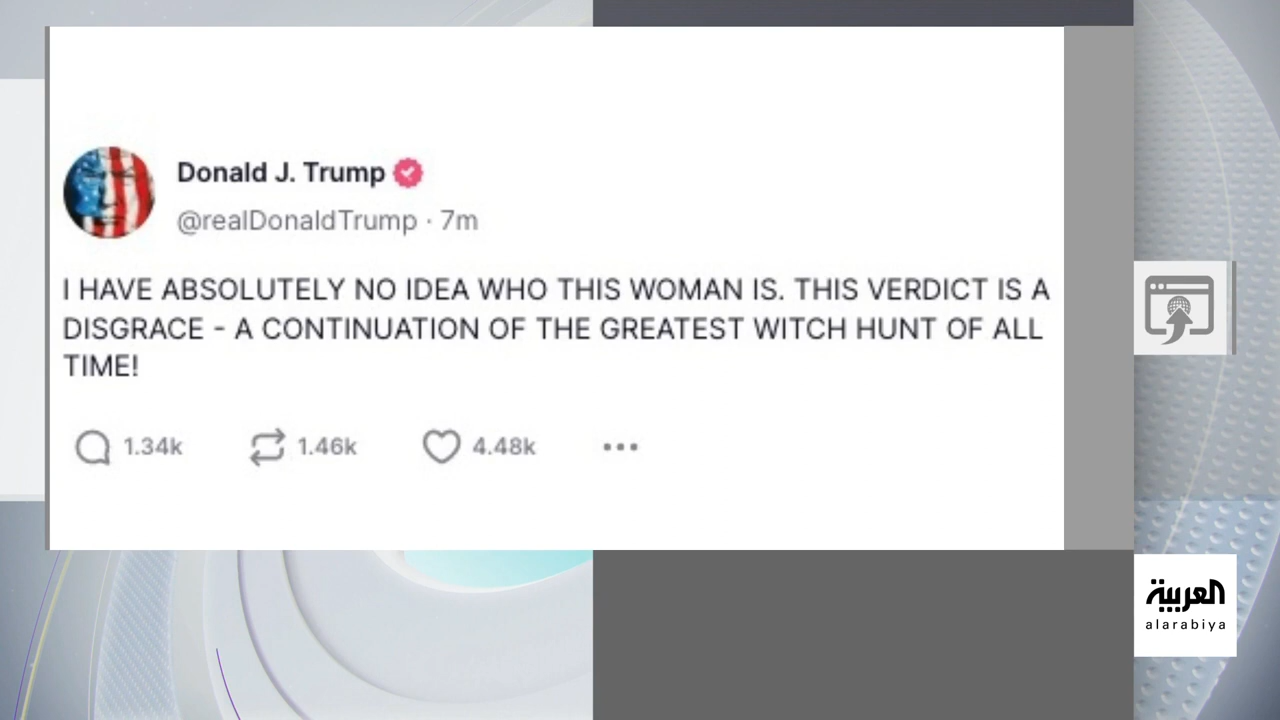 Donald J. Trump
@realDonaldTrump · 7m
I HAVE ABSOLUTELY NO IDEA WHO THIS WOMAN IS. THIS VERDICT IS A
DISGRACE - A CONTINUATION OF THE GREATEST WITCH HUNT OF ALL
TIME!
1.34k 1.46k 4.48k
العربية
alarabiya